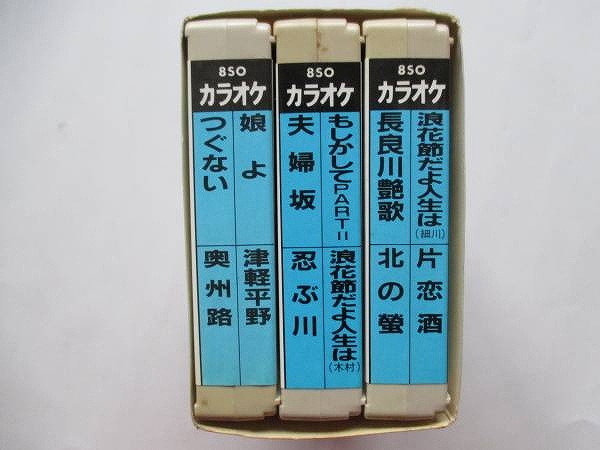 8SO
カラオケ
娘よ
つぐない
津軽平野
奥州路
8SO
カラオケ
もしかしてPARTII
夫婦坂
浪花節だよ人生は
(木村)
忍ぶ川
8SO
カラオケ
浪花節だよ人生は
(細川)
長良川艶歌
片恋酒
北の螢